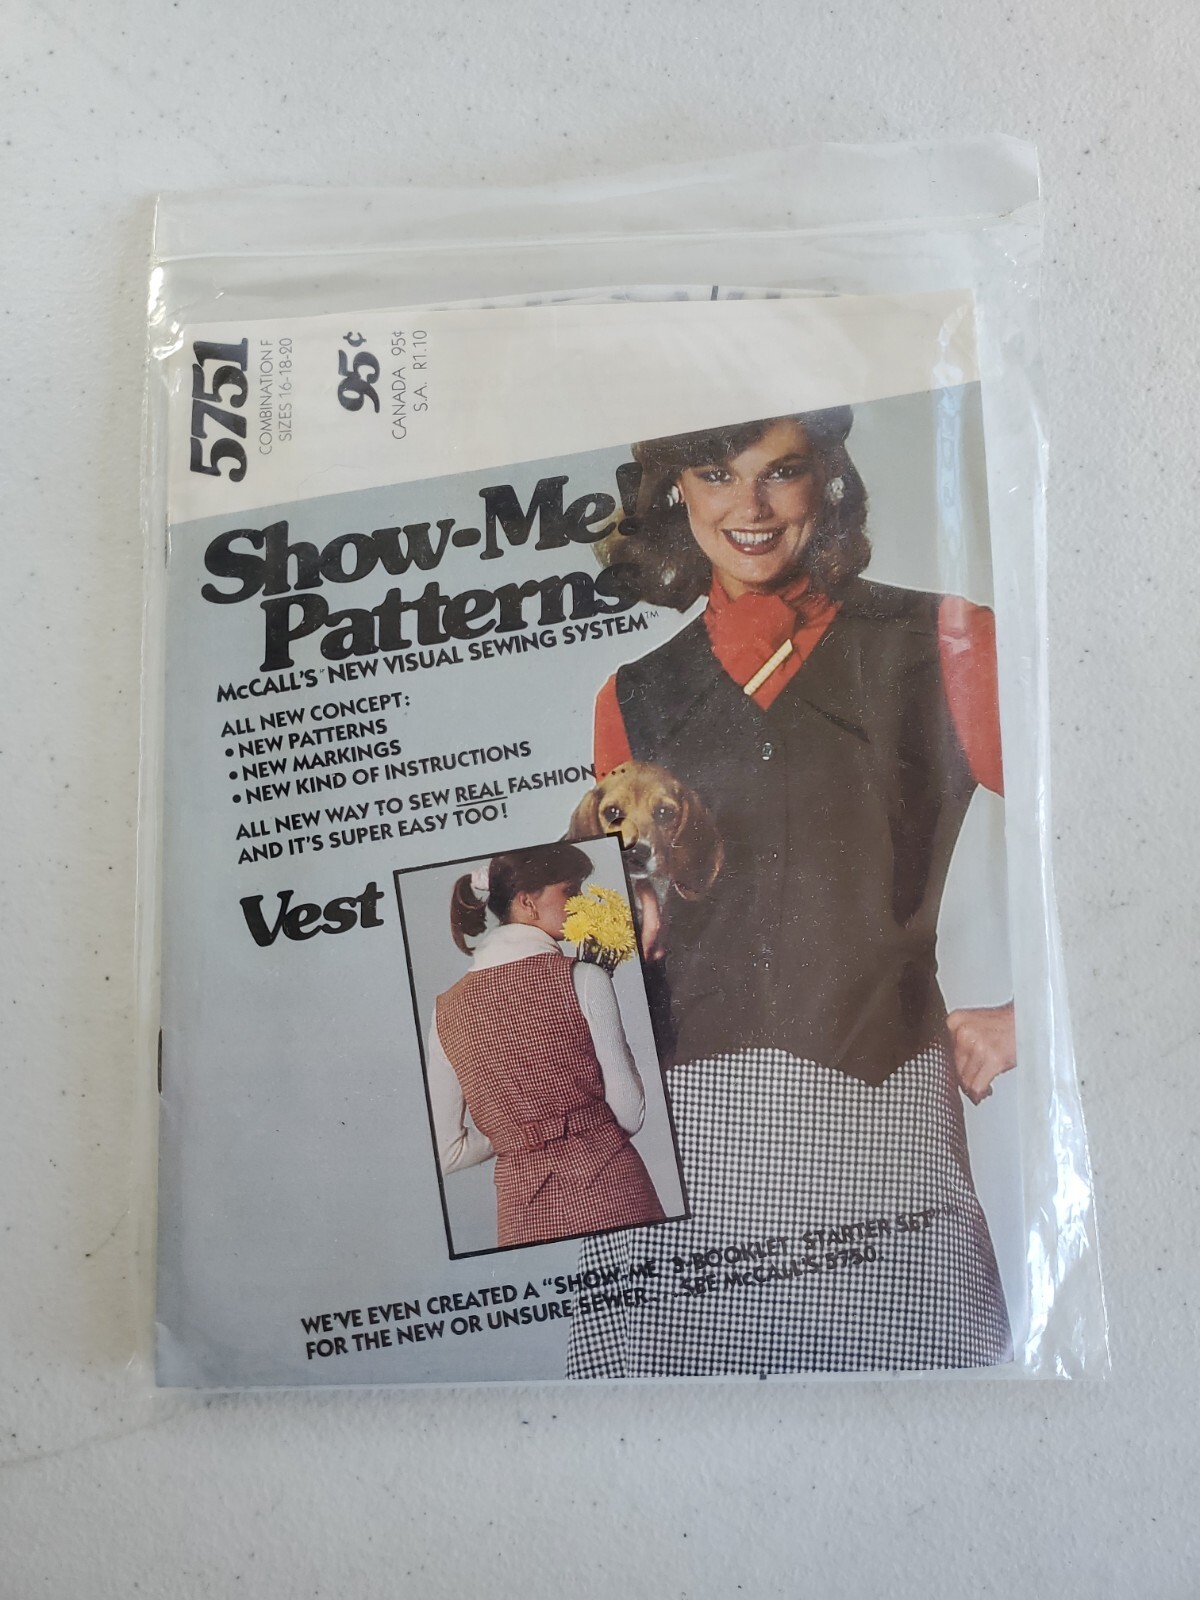 5751
COMBINATION F
SIZES 16-18-20
95¢
CANADA 95¢
S.A. R1.10
Show-Me!
Patterns
McCALL'S NEW VISUAL SEWING SYSTEM™
ALL NEW CONCEPT:
• NEW PATTERNS
• NEW MARKINGS
• NEW KIND OF INSTRUCTIONS
ALL NEW WAY TO SEW REAL FASHION...
AND IT'S SUPER EASY TOO!
Vest
WE'VE EVEN CREATED A "SHOW-ME 3-BOOKLET STARTER SET"
FOR THE NEW OR UNSURE SEWER...SEE McCALL'S 5750.